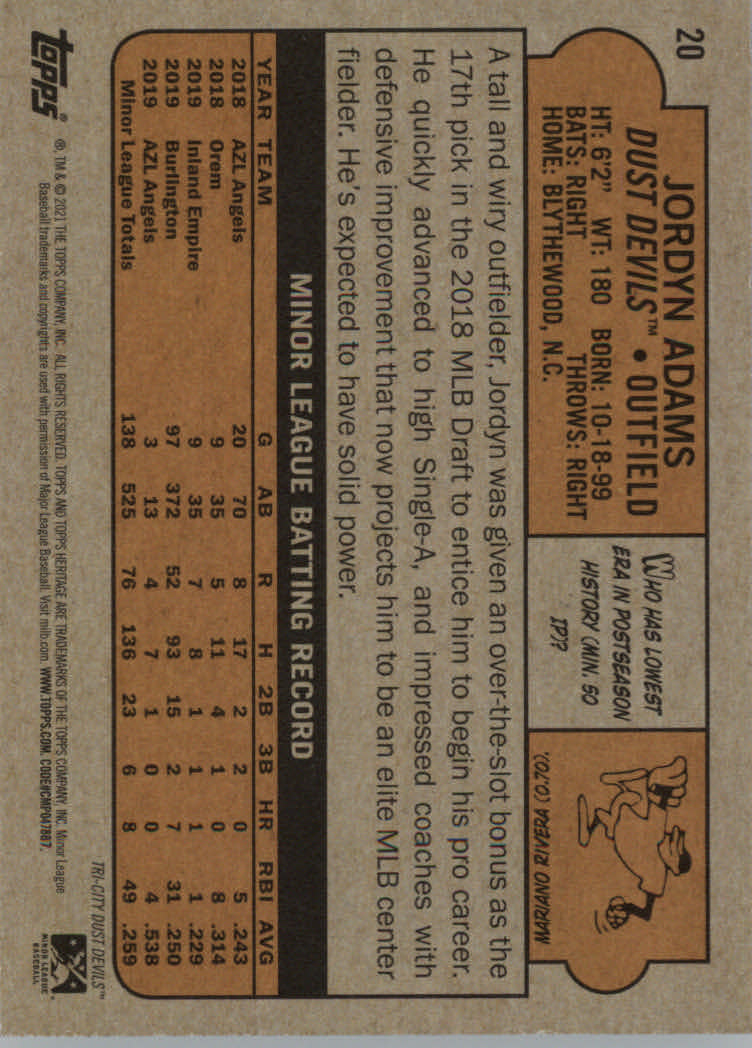 20
JORDYN ADAMS
DUST DEVILS™ • OUTFIELD
HT: 6'2" WT: 180 BORN: 10-18-99
BATS: RIGHT THROWS: RIGHT
HOME: BLYTHEWOOD, N.C.
WHO HAS LOWEST
ERA IN POSTSEASON
HISTORY (MIN. 50
IP)?
MARIANO RIVERA (0.70).
A tall and wiry outfielder, Jordyn was given an over-the-slot bonus as the
17th pick in the 2018 MLB Draft to entice him to begin his pro career.
He quickly advanced to high Single-A, and impressed coaches with
defensive improvement that now projects him to be an elite MLB center
fielder. He's expected to have solid power.
MINOR LEAGUE BATTING RECORD
YEAR TEAM G AB R H 2B 3B HR RBI AVG
2018 AZL Angels 20 70 8 17 2 2 0 5 .243
2018 Orem 9 35 5 11 4 1 0 8 .314
2019 Inland Empire 9 35 7 8 1 1 1 1 .229
2019 Burlington 97 372 52 93 15 2 7 31 .250
2019 AZL Angels 3 13 4 7 1 0 0 4 .538
Minor League Totals 138 525 76 136 23 6 8 49 .259
TRI-CITY DUST DEVILS™
topps®
®, TM & © 2021 THE TOPPS COMPANY, INC. ALL RIGHTS RESERVED. TOPPS AND TOPPS HERITAGE ARE TRADEMARKS OF THE TOPPS COMPANY, INC. Minor League
Baseball trademarks and copyrights are used with permission of Major League Baseball. Visit milb.com. WWW.TOPPS.COM. CODE#CMP047887.
MINOR LEAGUE
BASEBALL